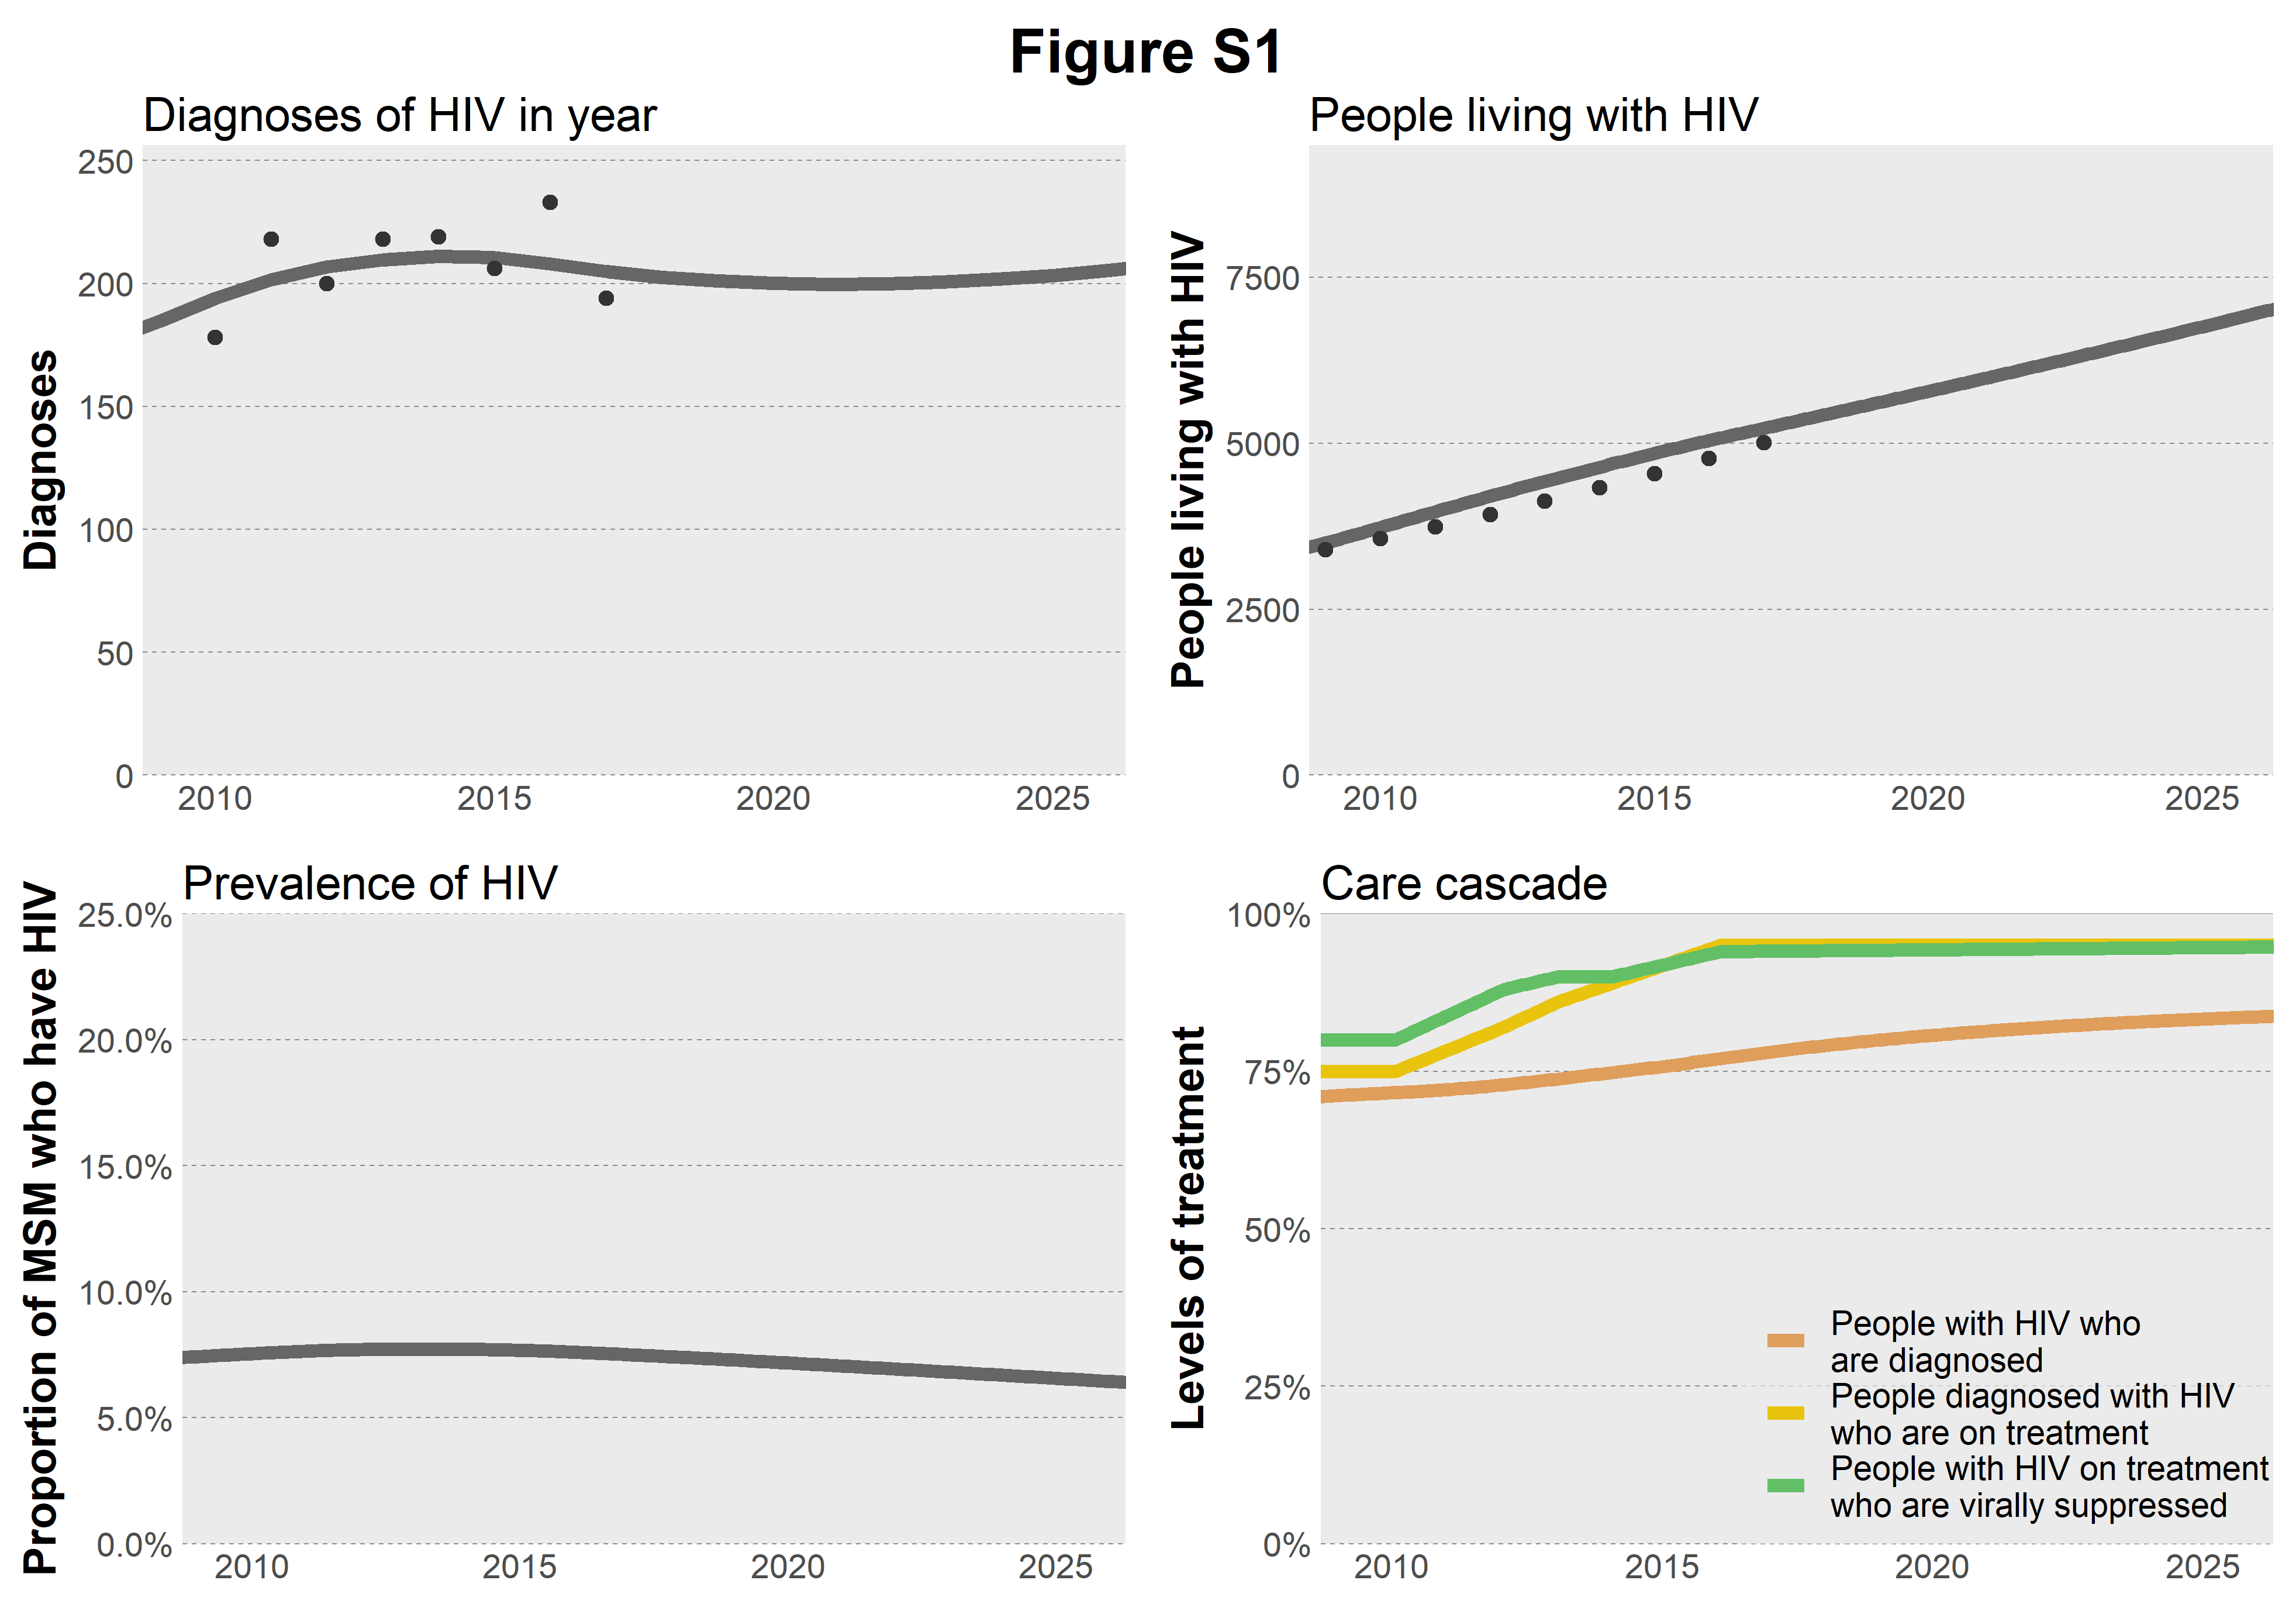 Figure S1
Diagnoses of HIV in year
Diagnoses
250
200
150
100
50
0
2010
2015
2020
2025
People living with HIV
People living with HIV
7500
5000
2500
0
2010
2015
2020
2025
Prevalence of HIV
Proportion of MSM who have HIV
25.0%
20.0%
15.0%
10.0%
5.0%
0.0%
2010
2015
2020
2025
Care cascade
Levels of treatment
100%
75%
50%
25%
0%
People with HIV who
are diagnosed
People diagnosed with HIV
who are on treatment
People with HIV on treatment
who are virally suppressed
2010
2015
2020
2025